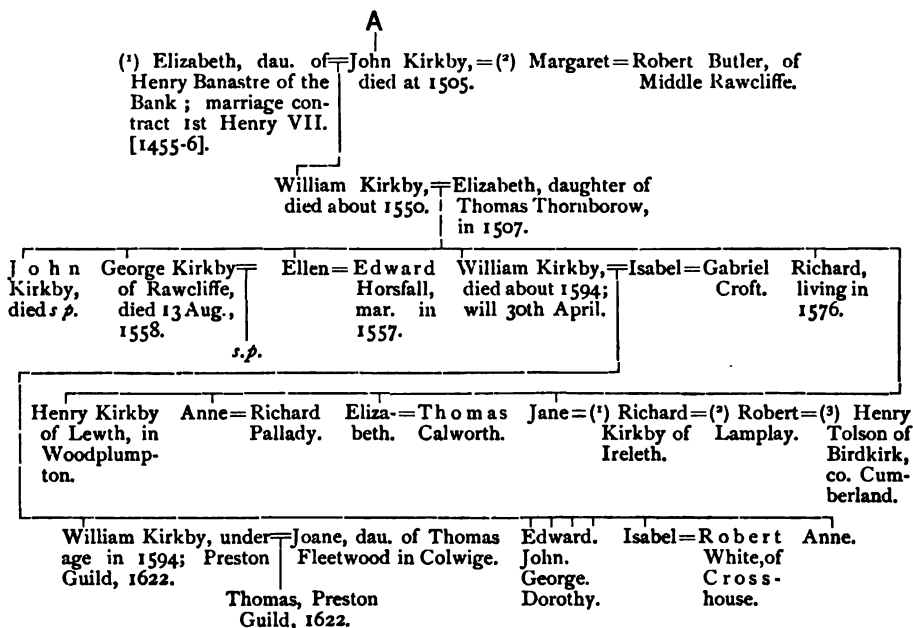 A
(¹) Elizabeth, dau. of
Henry Banastre of the
Bank ; marriage con-
tract 1st Henry VII.
[1455-6].
John Kirkby,
died at 1505.
(²) Margaret
Robert Butler, of
Middle Rawcliffe.
William Kirkby,
died about 1550.
Elizabeth, daughter of
Thomas Thornborow,
in 1507.
John
Kirkby,
died s p.
George Kirkby
of Rawcliffe,
died 13 Aug.,
1558.
s.p.
Ellen
Edward
Horsfall,
mar. in
1557.
William Kirkby,
died about 1594;
will 30th April.
Isabel
Gabriel
Croft.
Richard,
living in
1576.
Henry Kirkby
of Lewth, in
Woodplump-
ton.
Anne
Richard
Pallady.
Eliza-
beth.
Thomas
Calworth.
Jane
(¹) Richard
Kirkby of
Ireleth.
(²) Robert
Lamplay.
(³) Henry
Tolson of
Birdkirk,
co. Cum-
berland.
William Kirkby, under
age in 1594; Preston
Guild, 1622.
Joane, dau. of Thomas
Fleetwood in Colwige.
Thomas, Preston
Guild, 1622.
Edward.
John.
George.
Dorothy.
Isabel
Robert
White, of
Cross-
house.
Anne.